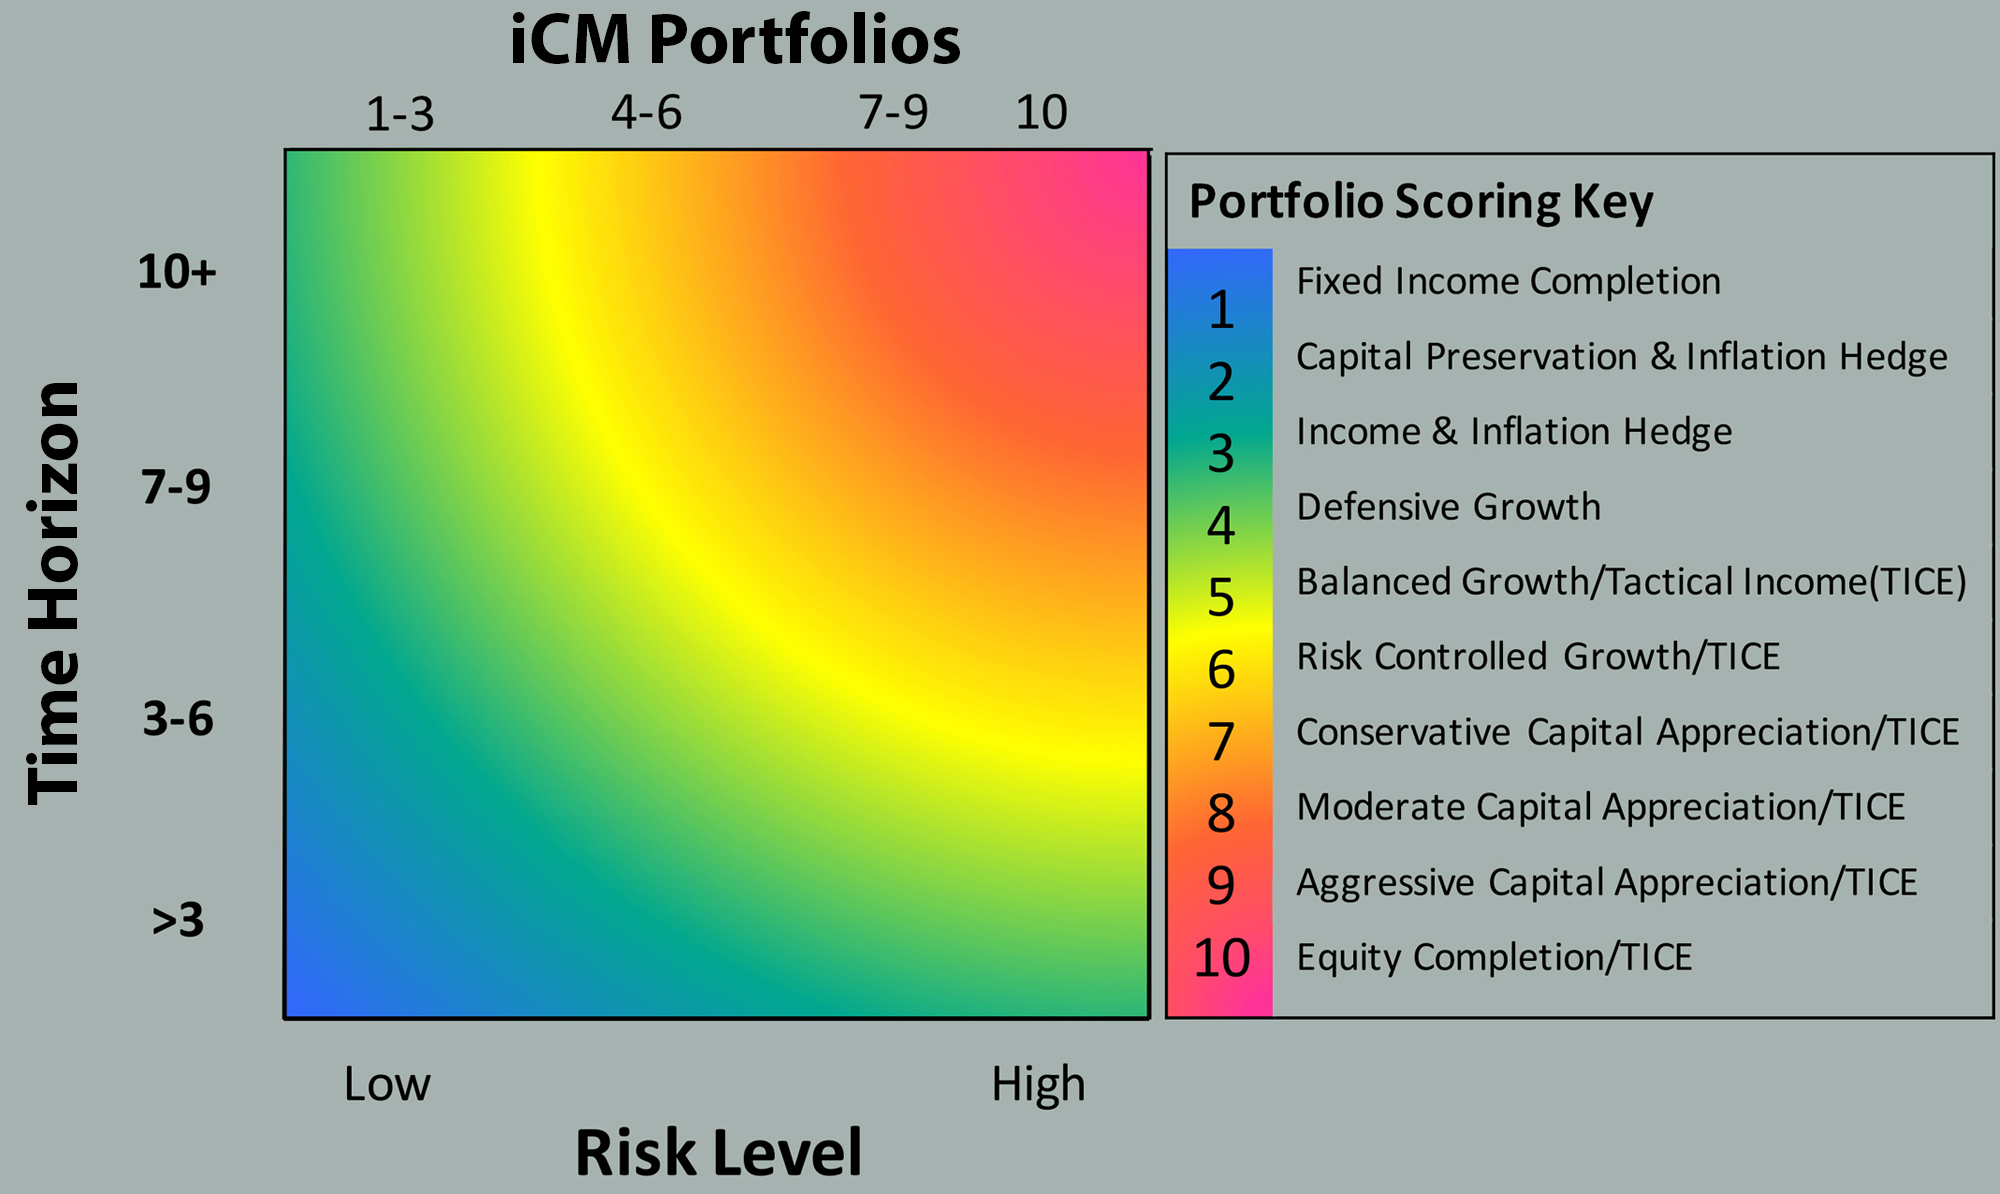 iCM Portfolios
1-3 4-6 7-9 10
Time Horizon
10+
7-9
3-6
>3
Low High
Risk Level
Portfolio Scoring Key
1 Fixed Income Completion
2 Capital Preservation & Inflation Hedge
3 Income & Inflation Hedge
4 Defensive Growth
5 Balanced Growth/Tactical Income(TICE)
6 Risk Controlled Growth/TICE
7 Conservative Capital Appreciation/TICE
8 Moderate Capital Appreciation/TICE
9 Aggressive Capital Appreciation/TICE
10 Equity Completion/TICE